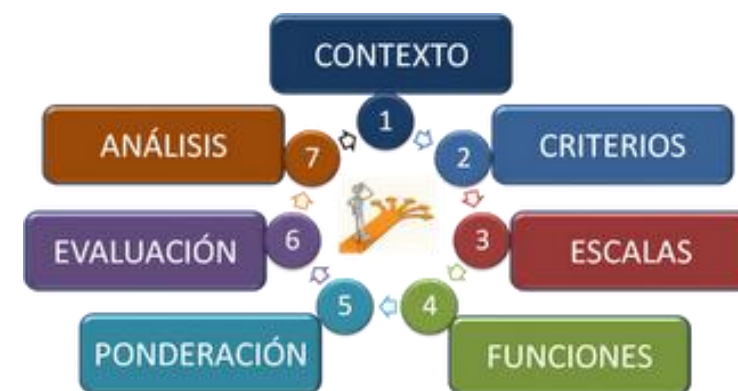 CONTEXTO
1
CRITERIOS
2
ESCALAS
3
FUNCIONES
4
PONDERACIÓN
5
EVALUACIÓN
6
ANÁLISIS
7